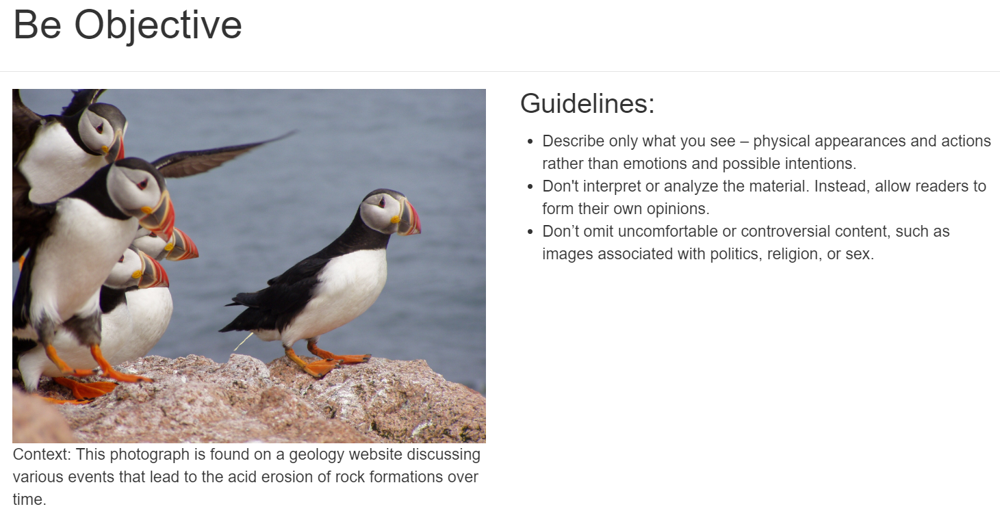 Be Objective
Guidelines:
• Describe only what you see – physical appearances and actions
rather than emotions and possible intentions.
• Don't interpret or analyze the material. Instead, allow readers to
form their own opinions.
• Don’t omit uncomfortable or controversial content, such as
images associated with politics, religion, or sex.
Context: This photograph is found on a geology website discussing
various events that lead to the acid erosion of rock formations over
time.